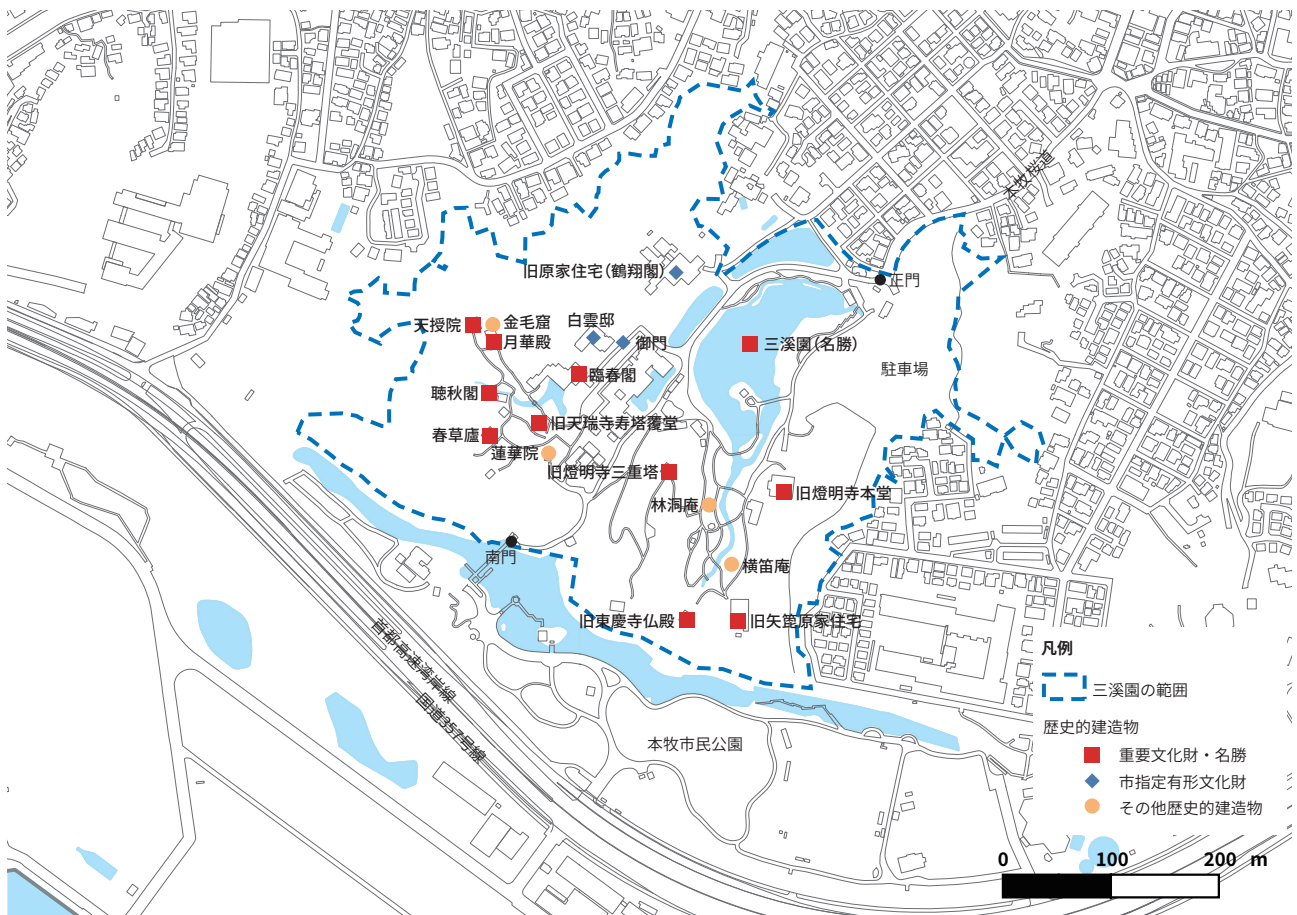 本牧桜道
旧原家住宅(鶴翔閣)
正門
天授院
金毛窟
白雲邸
月華殿
御門
三溪園(名勝)
駐車場
臨春閣
聴秋閣
旧天瑞寺寿塔覆堂
春草廬
蓮華院
旧燈明寺三重塔
旧燈明寺本堂
林洞庵
南門
横笛庵
旧東慶寺仏殿
旧矢箆原家住宅
首都高速湾岸線
国道357号線
本牧市民公園
凡例
三溪園の範囲
歴史的建造物
重要文化財・名勝
市指定有形文化財
その他歴史的建造物
0 100 200 m